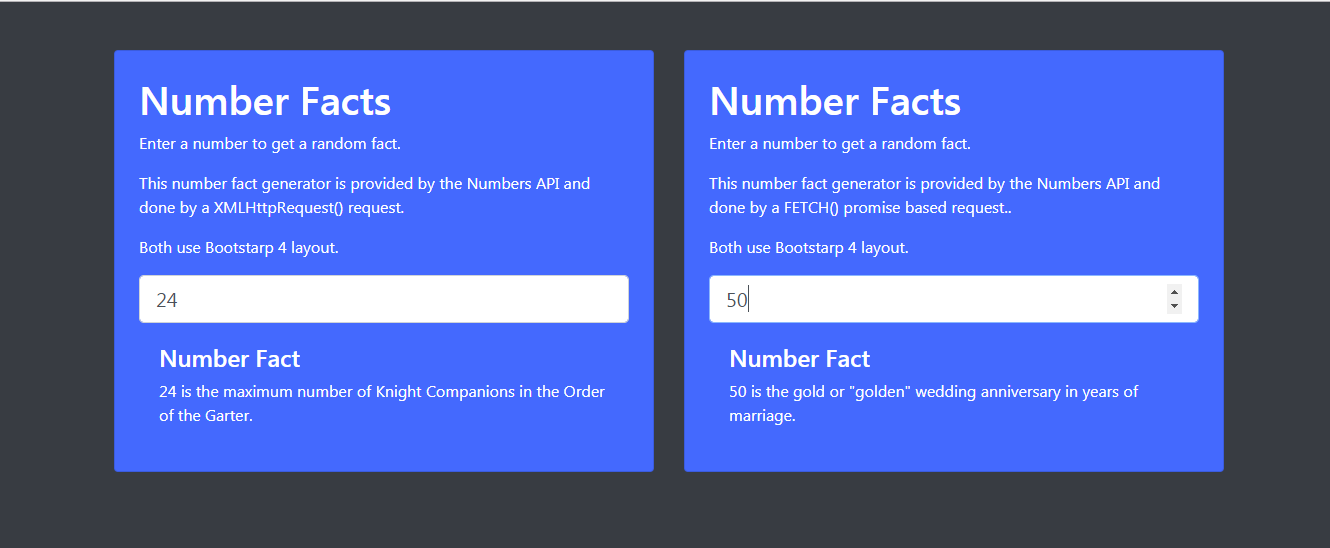 Number Facts
Enter a number to get a random fact.
This number fact generator is provided by the Numbers API and
done by a XMLHttpRequest() request.
Both use Bootstarp 4 layout.
24
Number Fact
24 is the maximum number of Knight Companions in the Order
of the Garter.
Number Facts
Enter a number to get a random fact.
This number fact generator is provided by the Numbers API and
done by a FETCH() promise based request..
Both use Bootstarp 4 layout.
50
Number Fact
50 is the gold or "golden" wedding anniversary in years of
marriage.